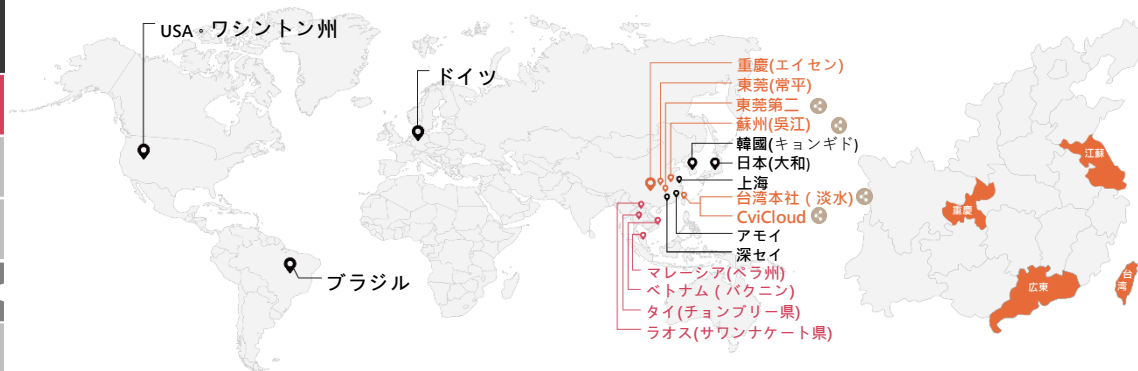 USA。ワシントン州
ドイツ
ブラジル
重慶(エイセン)
東莞(常平)
東莞第二
蘇州(吳江)
韓國(キョンギド)
日本(大和)
上海
台湾本社 ( 淡水)
CviCloud
アモイ
深セイ
マレーシア(ペラ州)
ベトナム ( バクニン)
タイ(チョンブリー県)
ラオス(サワンナケート県)
江蘇
重慶
広東
台
湾